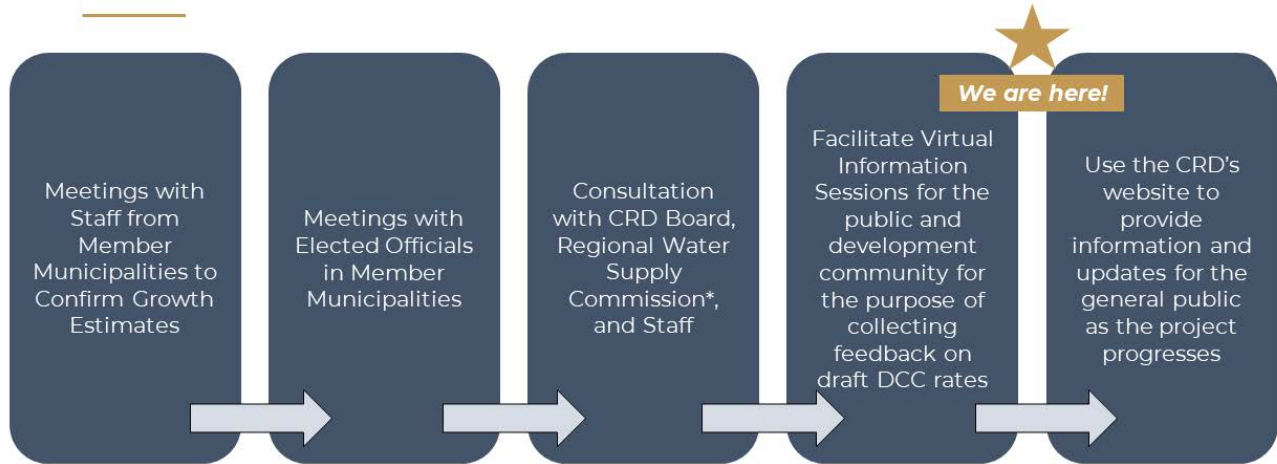 We are here!
Meetings with
Staff from
Member
Municipalities to
Confirm Growth
Estimates
Meetings with
Elected Officials
in Member
Municipalities
Consultation
with CRD Board,
Regional Water
Supply
Commission*,
and Staff
Facilitate Virtual
Information
Sessions for the
public and
development
community for
the purpose of
collecting
feedback on
draft DCC rates
Use the CRD's
website to
provide
information and
updates for the
general public
as the project
progresses